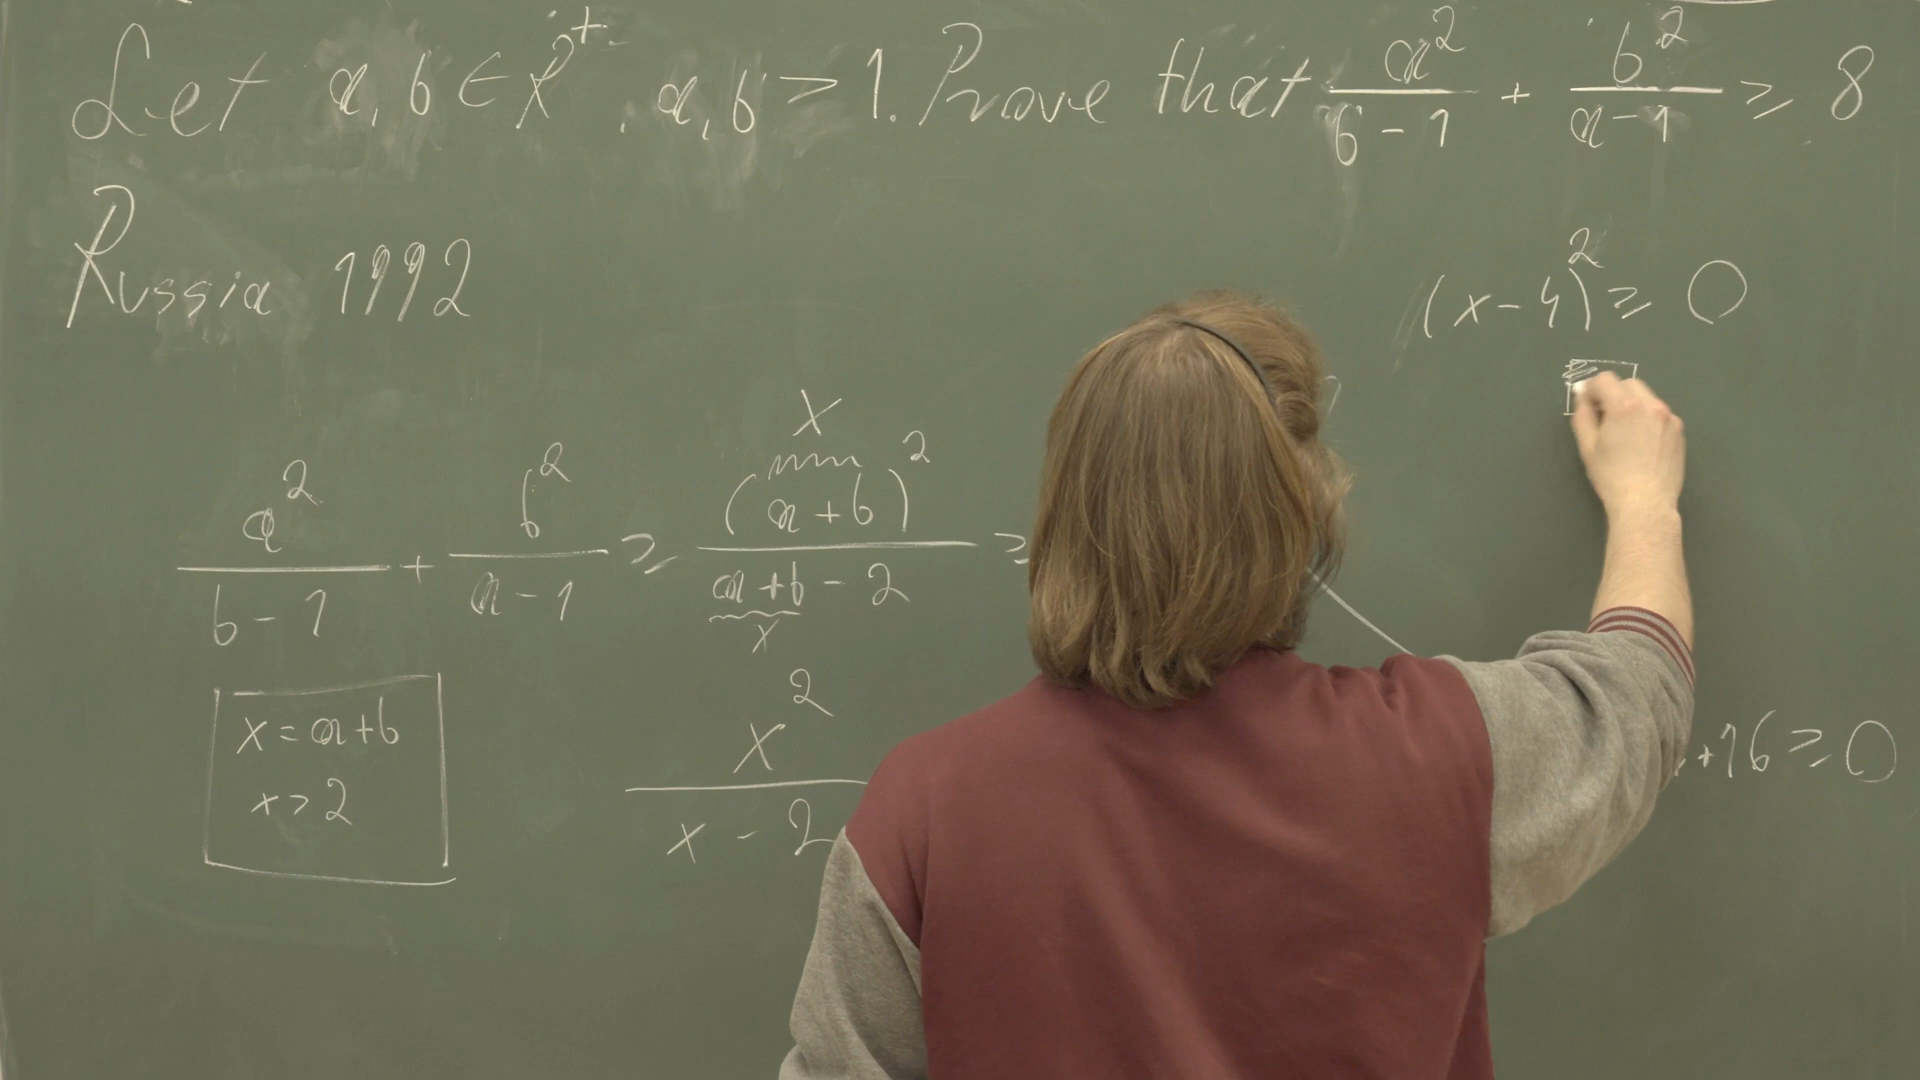 Let a, b ∈ R⁺. a, b > 1. Prove that a²/(b-1) + b²/(a-1) ≥ 8
Russia 1992
(x-4)² ≥ 0
a²/(b-1) + b²/(a-1) ≥ (a+b)²/(a+b-2) ≥
x
x
x = a+b
x > 2
x²/(x-2)
+16 ≥ 0